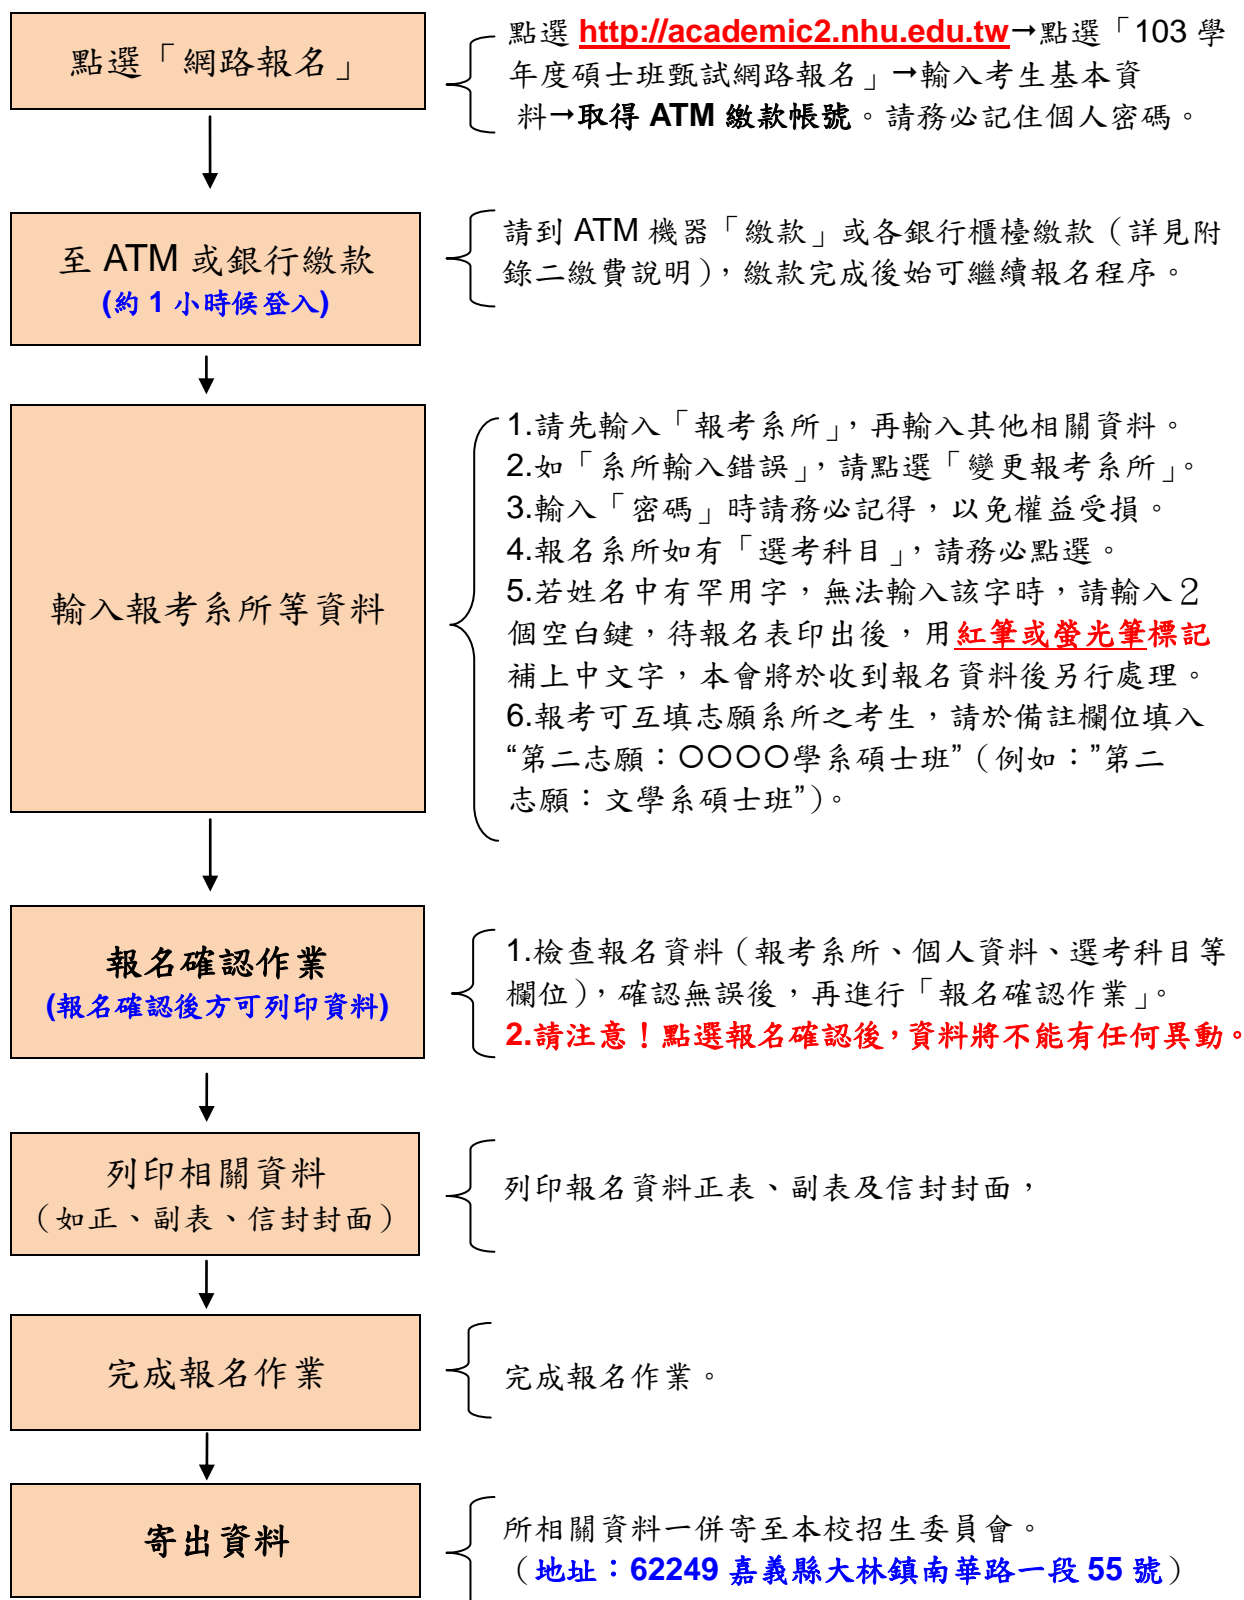 點選「網路報名」
點選 http://academic2.nhu.edu.tw→點選「103 學
年度碩士班甄試網路報名」→輸入考生基本資
料→取得 ATM 繳款帳號。請務必記住個人密碼。
至 ATM 或銀行繳款
(約 1 小時候登入)
請到 ATM 機器「繳款」或各銀行櫃檯繳款（詳見附
錄二繳費說明），繳款完成後始可繼續報名程序。
輸入報考系所等資料
1.請先輸入「報考系所」，再輸入其他相關資料。
2.如「系所輸入錯誤」，請點選「變更報考系所」。
3.輸入「密碼」時請務必記得，以免權益受損。
4.報名系所如有「選考科目」，請務必點選。
5.若姓名中有罕用字，無法輸入該字時，請輸入２
個空白鍵，待報名表印出後，用紅筆或螢光筆標記
補上中文字，本會將於收到報名資料後另行處理。
6.報考可互填志願系所之考生，請於備註欄位填入
“第二志願：○○○○學系碩士班”（例如：”第二
志願：文學系碩士班”）。
報名確認作業
(報名確認後方可列印資料)
1.檢查報名資料（報考系所、個人資料、選考科目等
欄位），確認無誤後，再進行「報名確認作業」。
2.請注意！點選報名確認後，資料將不能有任何異動。
列印相關資料
（如正、副表、信封封面）
列印報名資料正表、副表及信封封面，
完成報名作業
完成報名作業。
寄出資料
所相關資料一併寄至本校招生委員會。
（地址：62249 嘉義縣大林鎮南華路一段 55 號）